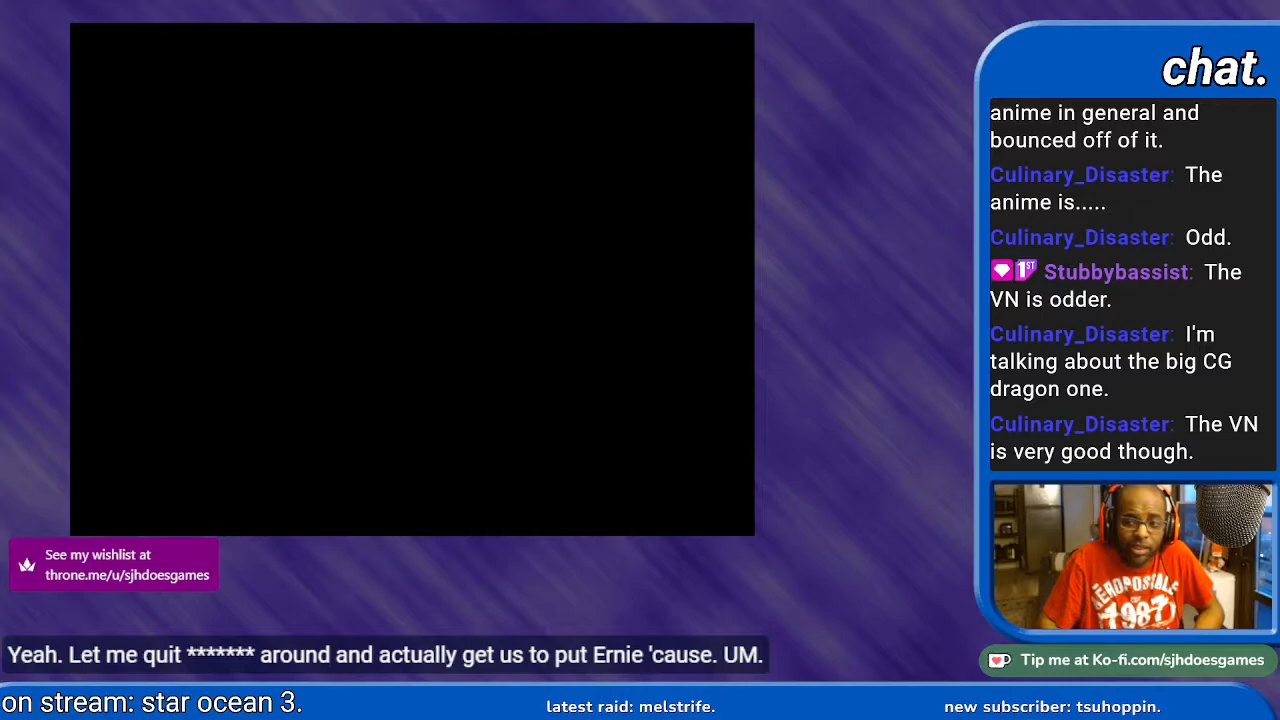 chat.
anime in general and
bounced off of it.
Culinary_Disaster: The
anime is.....
Culinary_Disaster: Odd.
1ST Stubbybassist: The
VN is odder.
Culinary_Disaster: I'm
talking about the big CG
dragon one.
Culinary_Disaster: The VN
is very good though.
AÉROPOSTALE
1987
See my wishlist at
throne.me/u/sjhdoesgames
Yeah. Let me quit ******* around and actually get us to put Ernie 'cause. UM.
Tip me at Ko-fi.com/sjhdoesgames
on stream: star ocean 3.
latest raid: melstrife.
new subscriber: tsuhoppin.